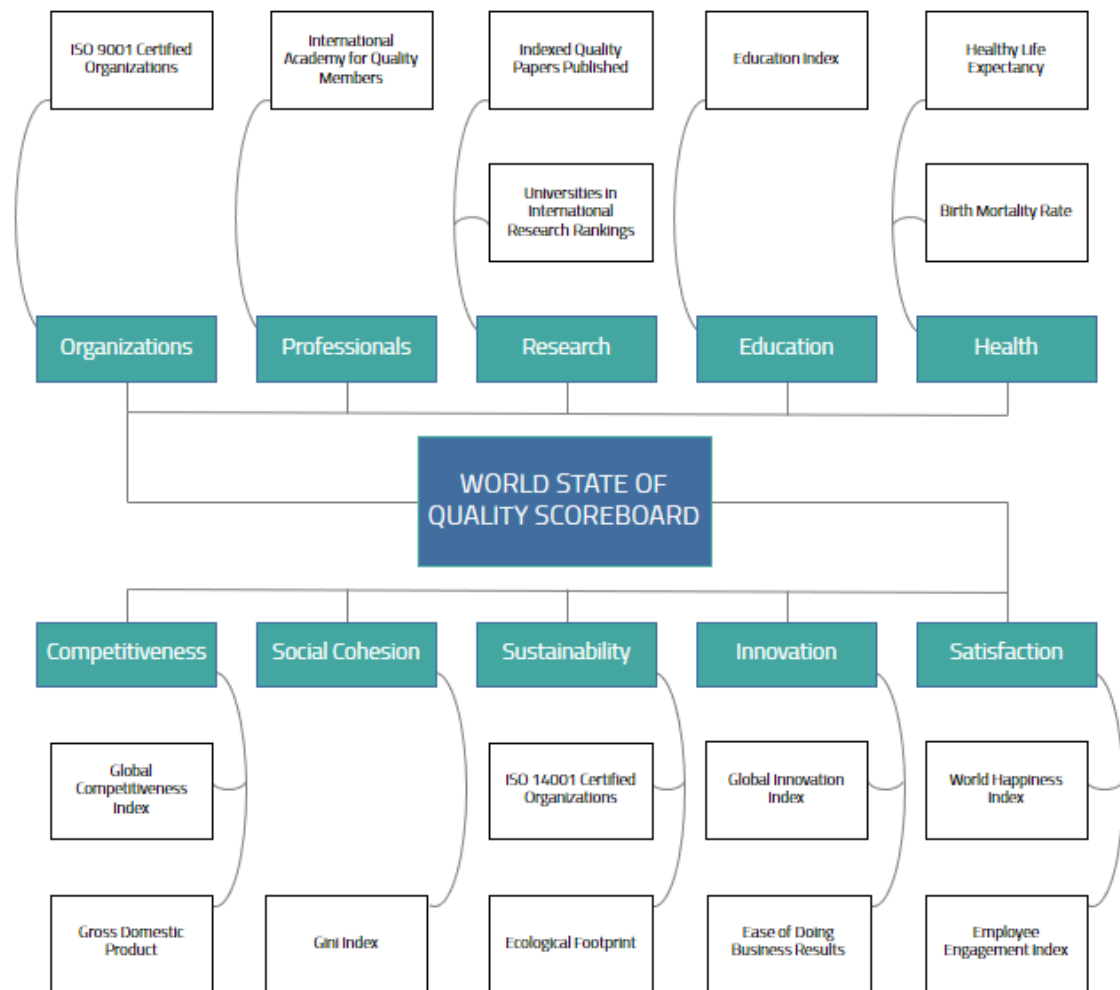 ISO 9001 Certified
Organizations
International
Academy for Quality
Members
Indexed Quality
Papers Published
Education Index
Healthy Life
Expectancy
Universities in
International
Research Rankings
Birth Mortality Rate
Organizations
Professionals
Research
Education
Health
WORLD STATE OF
QUALITY SCOREBOARD
Competitiveness
Social Cohesion
Sustainability
Innovation
Satisfaction
Global
Competitiveness
Index
ISO 14001 Certified
Organizations
Global Innovation
Index
World Happiness
Index
Gross Domestic
Product
Gini Index
Ecological Footprint
Ease of Doing
Business Results
Employee
Engagement Index